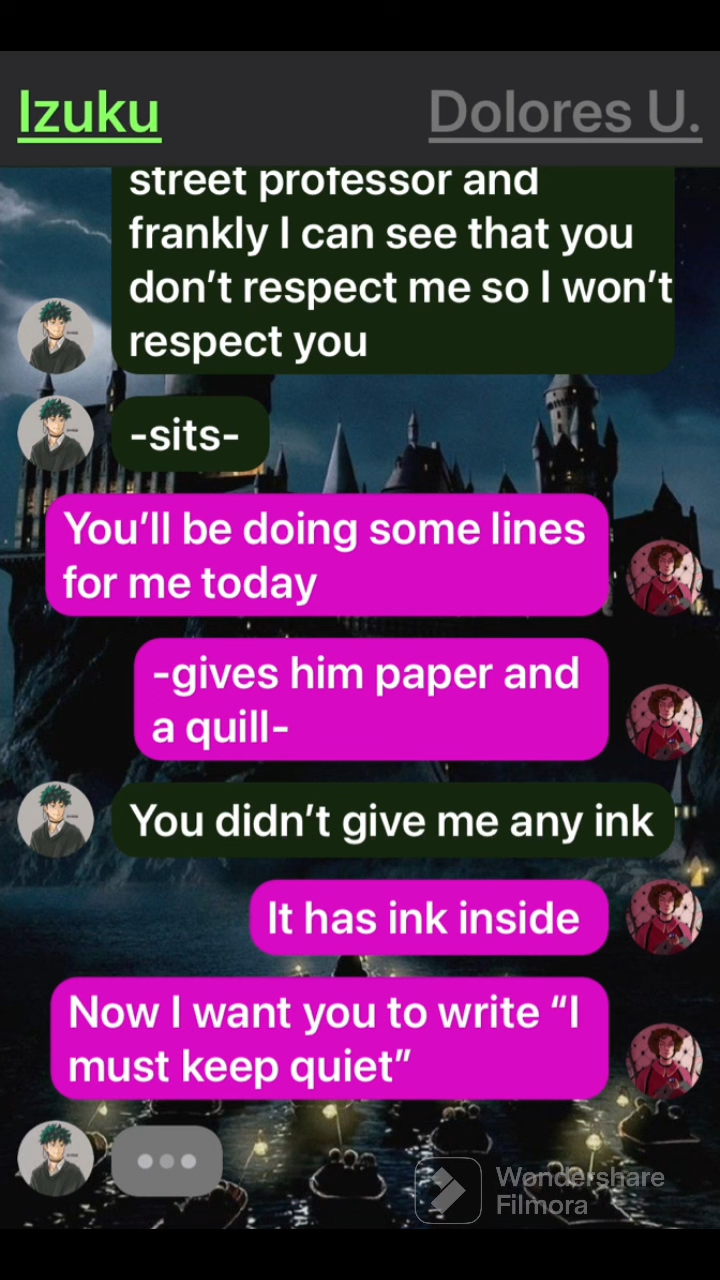 Izuku
Dolores U.
street professor and
frankly I can see that you
don’t respect me so I won’t
respect you
-sits-
You’ll be doing some lines
for me today
-gives him paper and
a quill-
You didn’t give me any ink
It has ink inside
Now I want you to write “I
must keep quiet”
Wondershare
Filmora